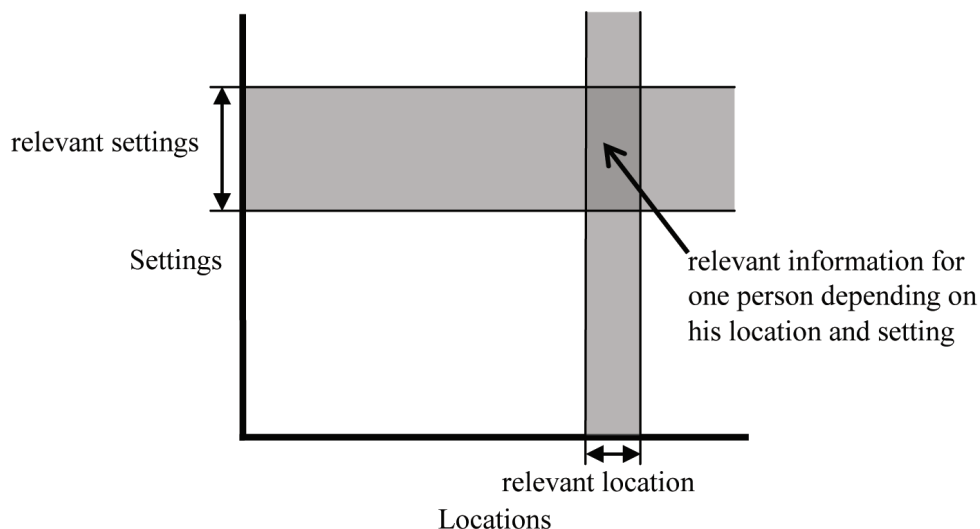 relevant settings
Settings
relevant information for
one person depending on
his location and setting
relevant location
Locations